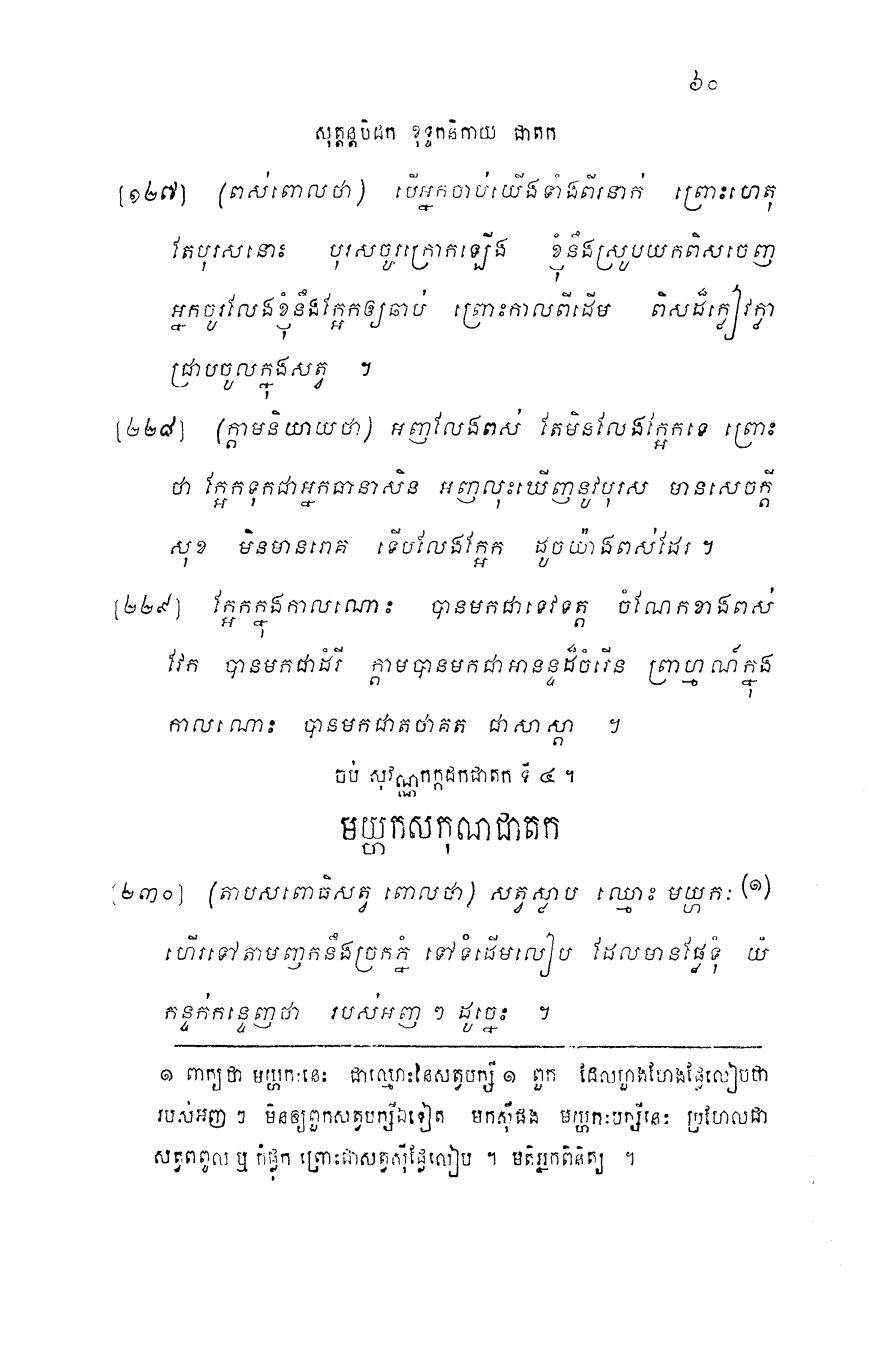 ៦០
សុត្តន្តបិដក ខុទ្ទកនិកាយ ជាតក
[១២៧] (ពស់ពោលថា) បើអ្នកចាប់យើងទាំងពីរនាក់ ព្រោះហេតុ
តែបុរសនោះ បុរសចូរក្រោកឡើង ខ្ញុំនឹងស្រូបយកពិសចេញ
អ្នកចូរលែងខ្ញុំនឹងក្អែកឲ្យឆាប់ ព្រោះកាលពីដើម ពិសដ៏ក្លៀវក្លា
ជ្រាបចូលក្នុងសត្វ ។
[២២៨] (ក្តាមនិយាយថា) អញលែងពស់ តែមិនលែងក្អែកទេ ព្រោះ
ថា ក្អែកទុកជាអ្នកធានាសិន អញលុះឃើញនូវបុរស មានសេចក្តី
សុខ មិនមានរោគ ទើបលែងក្អែក ដូចយ៉ាងពស់ដែរ ។
[២២៩] ក្អែកក្នុងកាលណោះ បានមកជាទេវទត្ត ចំណែកខាងពស់
វែក បានមកជាដំរី ក្តាមបានមកជាអានន្ទដ៏ចំរើន ព្រាហ្មណ៍ក្នុង
កាលណោះ បានមកជាតថាគត ជាសាស្តា ។
ចប់ សុវណ្ណកក្កដកជាតក ទី ៤ ។
មយ្ហកសកុណជាតក
[២៣០] (តាបសពោធិសត្វ ពោលថា) សត្វស្លាប ឈ្មោះ មយ្ហកៈ (១)
ហើរទៅតាមញកនឹងច្រកភ្នំ ទៅទំដើមលៀប ដែលមានផ្លែទុំ យំ
កន្ទក់កន្ទេញថា របស់អញ ៗ ដូច្នេះ ។
១ ពាក្យថា មយ្ហកៈនេះ ជាឈ្មោះនៃសត្វបក្សី ១ ពួក ដែលហួងហែងផ្លែលៀបថា
របស់អញ ៗ មិនឲ្យពួកសត្វបក្សីឯទៀត មកស៊ីផង មយ្ហកៈបក្សីនេះ ប្រហែលជា
សត្វពពូល ឬ កំផ្លុក ព្រោះជាសត្វស៊ីផ្លែលៀប ។ មតិអ្នកពិនិត្យ ។